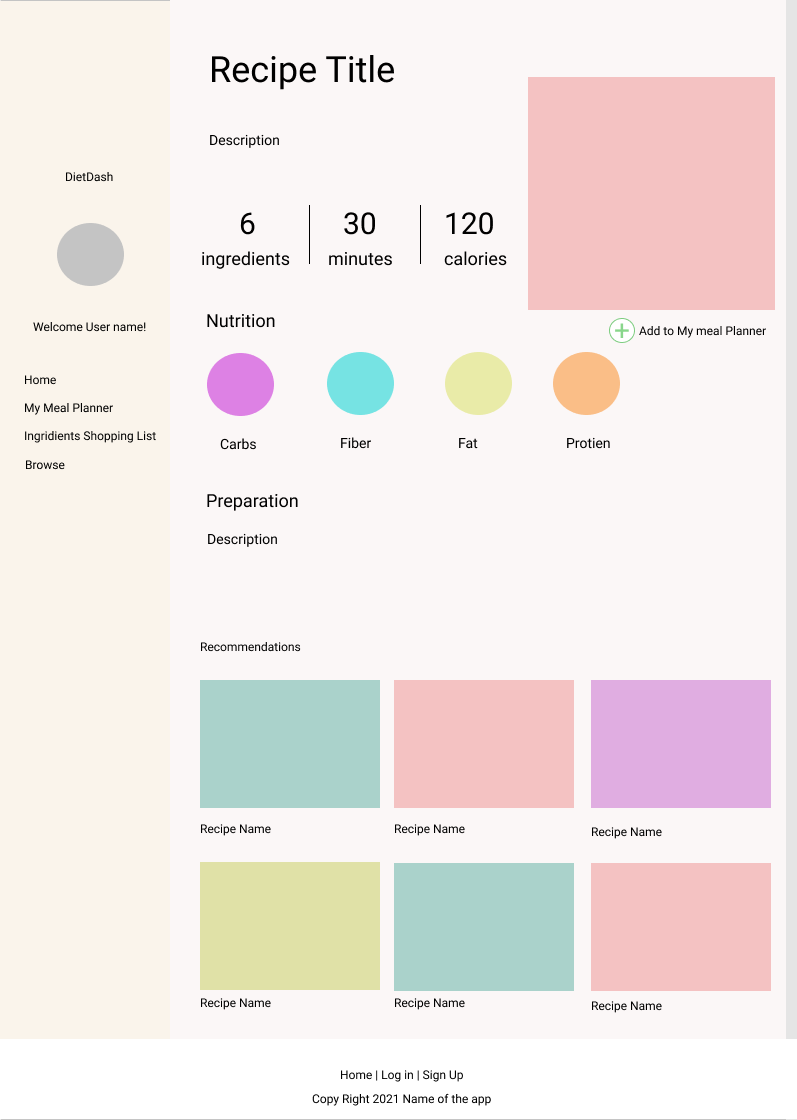 DietDash
Welcome User name!
Home
My Meal Planner
Ingridients Shopping List
Browse
Recipe Title
Description
6
ingredients
30
minutes
120
calories
Add to My meal Planner
Nutrition
Carbs
Fiber
Fat
Protien
Preparation
Description
Recommendations
Recipe Name
Recipe Name
Recipe Name
Recipe Name
Recipe Name
Recipe Name
Home | Log in | Sign Up
Copy Right 2021 Name of the app